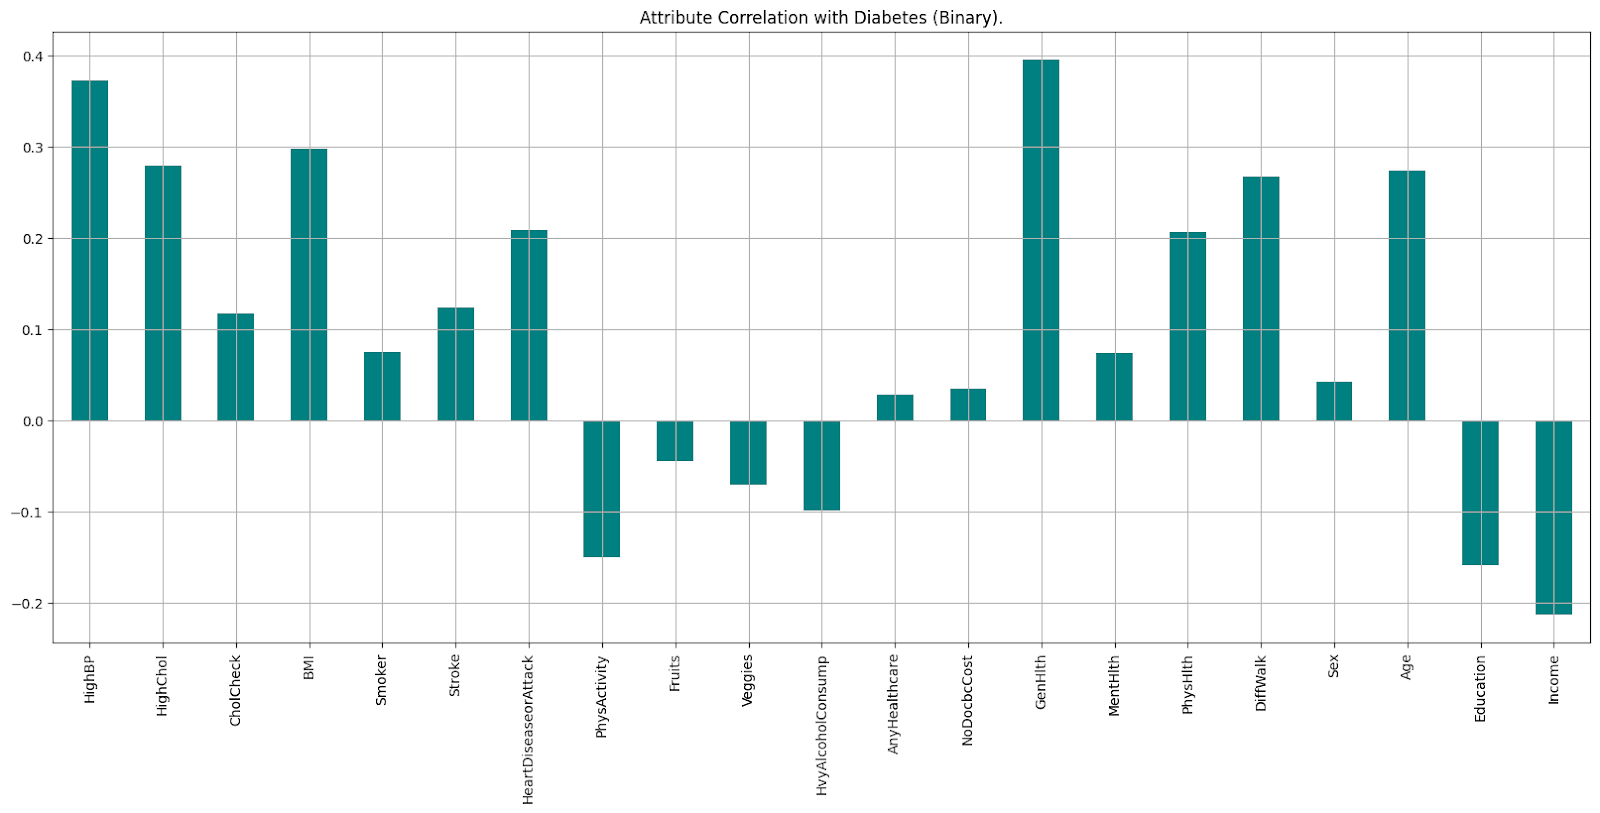 Attribute Correlation with Diabetes (Binary).
0.4
0.3
0.2
0.1
0.0
−0.1
−0.2
HighBP
HighChol
CholCheck
BMI
Smoker
Stroke
HeartDiseaseorAttack
PhysActivity
Fruits
Veggies
HvyAlcoholConsump
AnyHealthcare
NoDocbcCost
GenHlth
MentHlth
PhysHlth
DiffWalk
Sex
Age
Education
Income